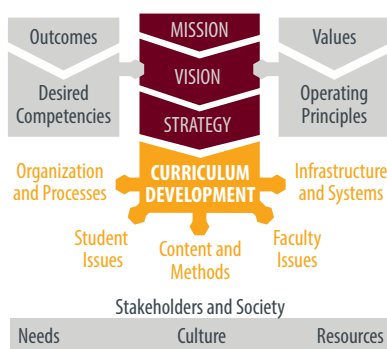 Outcomes
MISSION
Values
VISION
Desired
Competencies
Operating
Principles
STRATEGY
Organization
and Processes
CURRICULUM
DEVELOPMENT
Infrastructure
and Systems
Student
Issues
Content and
Methods
Faculty
Issues
Stakeholders and Society
Needs Culture Resources